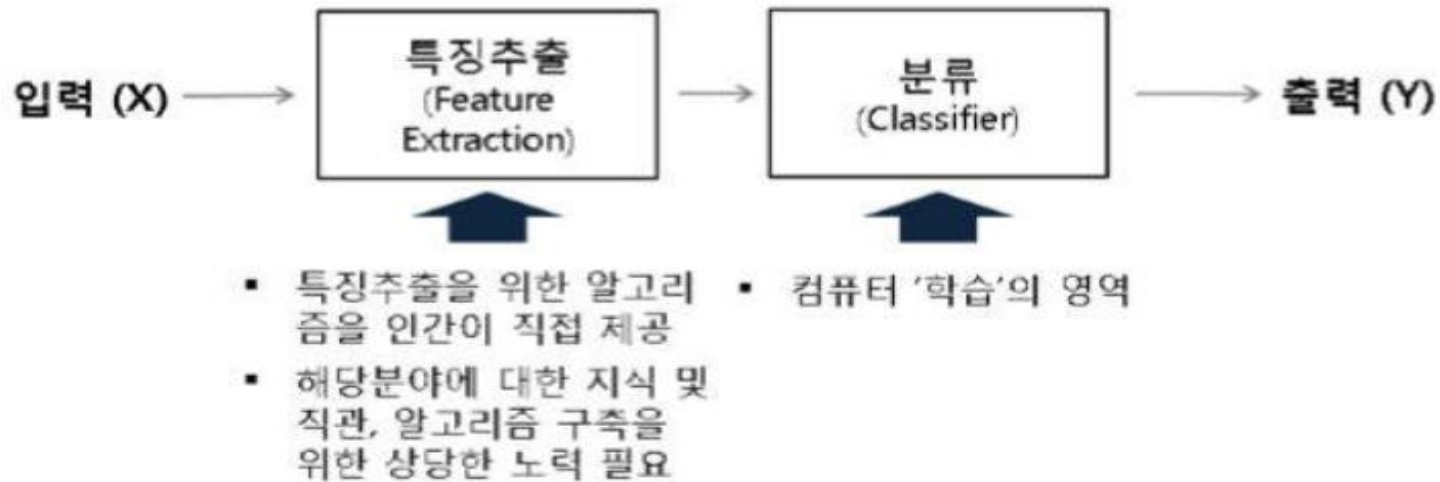 입력 (X)
특징추출
(Feature
Extraction)
분류
(Classifier)
출력 (Y)
▪ 특징추출을 위한 알고리
즘을 인간이 직접 제공
▪ 해당분야에 대한 지식 및
직관, 알고리즘 구축을
위한 상당한 노력 필요
▪ 컴퓨터 '학습'의 영역